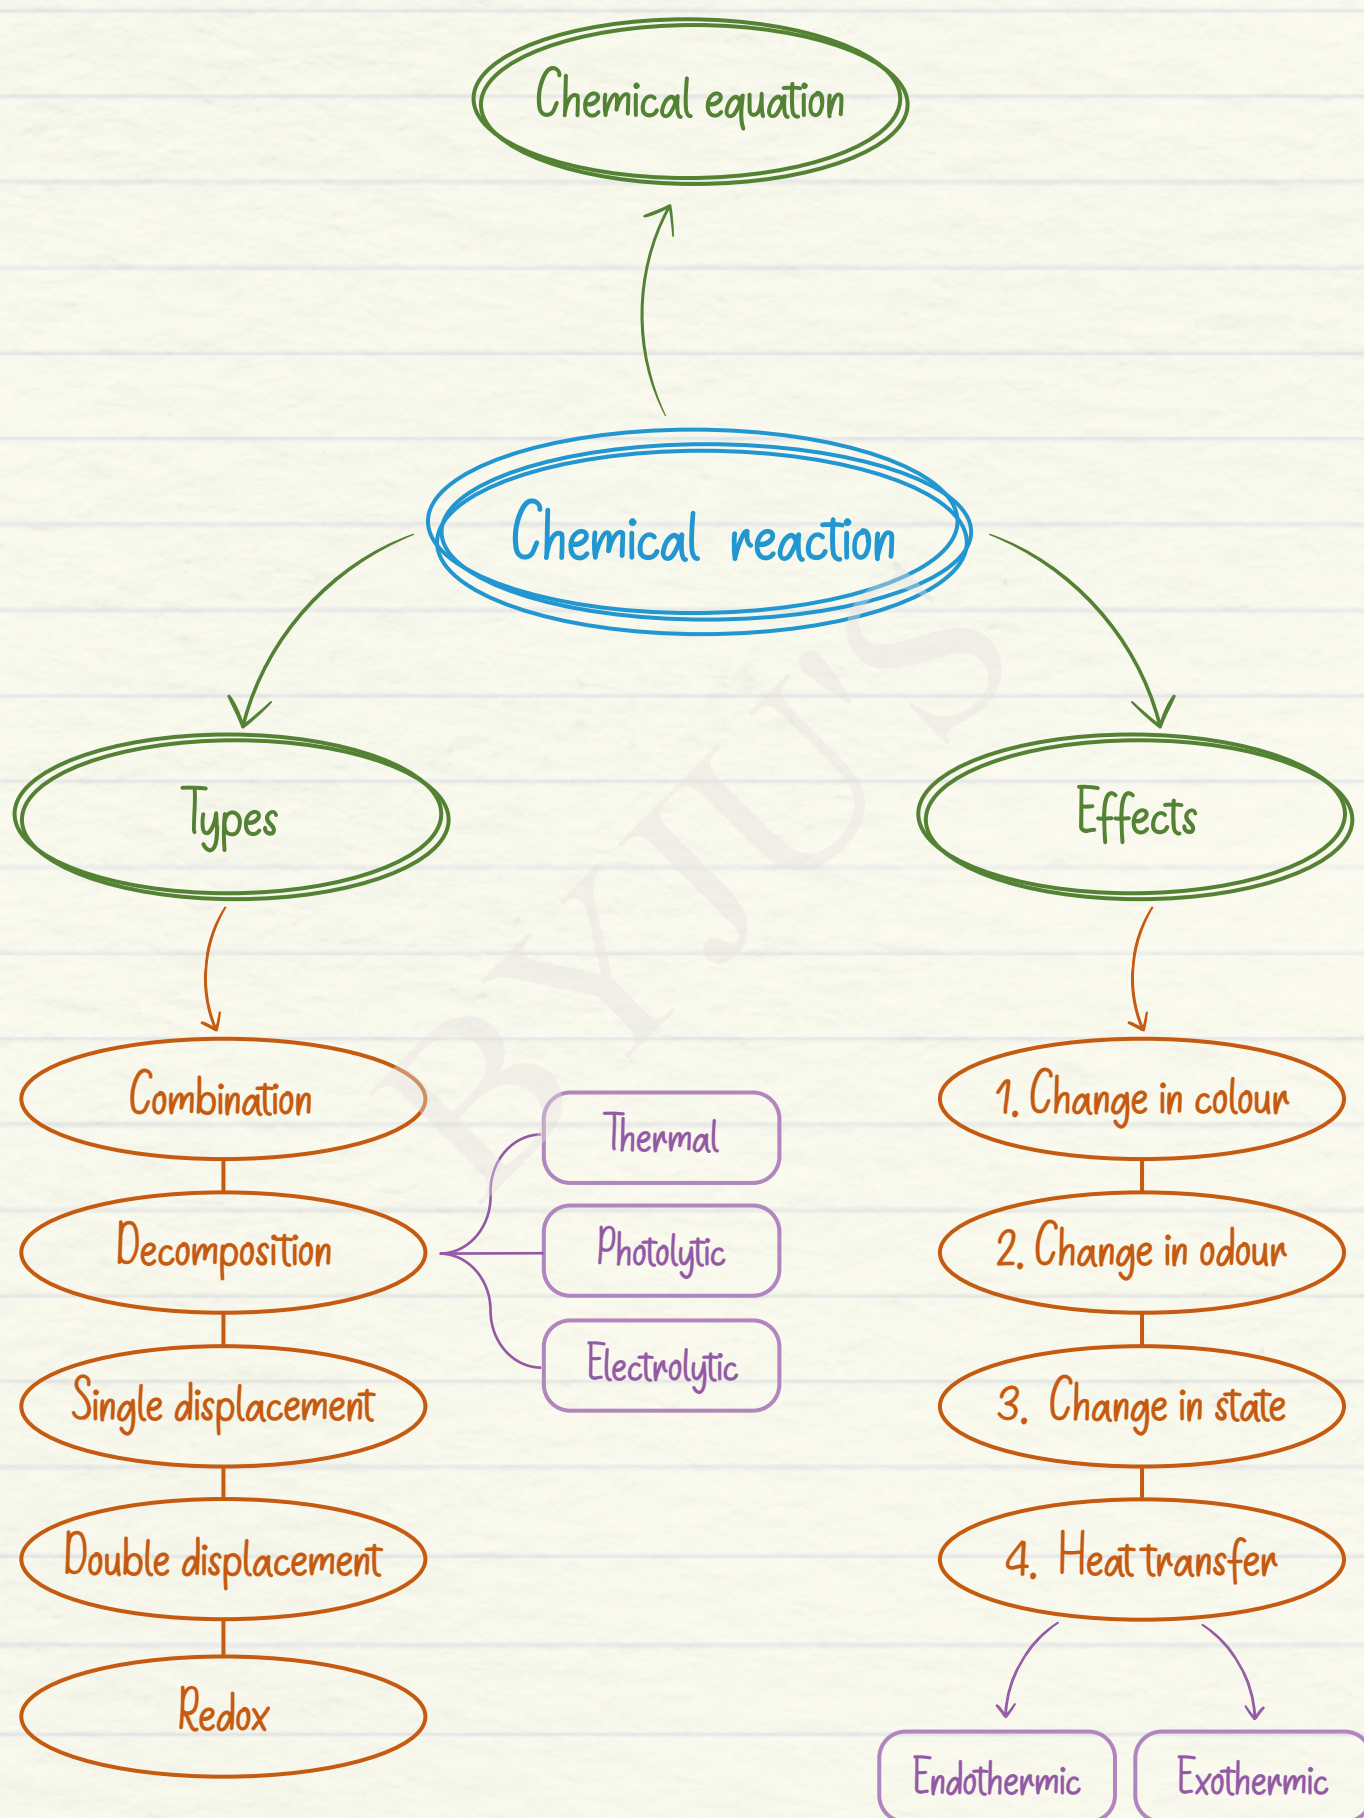 Chemical equation
Chemical reaction
Types
Effects
Combination
Decomposition
Single displacement
Double displacement
Redox
Thermal
Photolytic
Electrolytic
1. Change in colour
2. Change in odour
3. Change in state
4. Heat transfer
Endothermic
Exothermic
BYJU'S